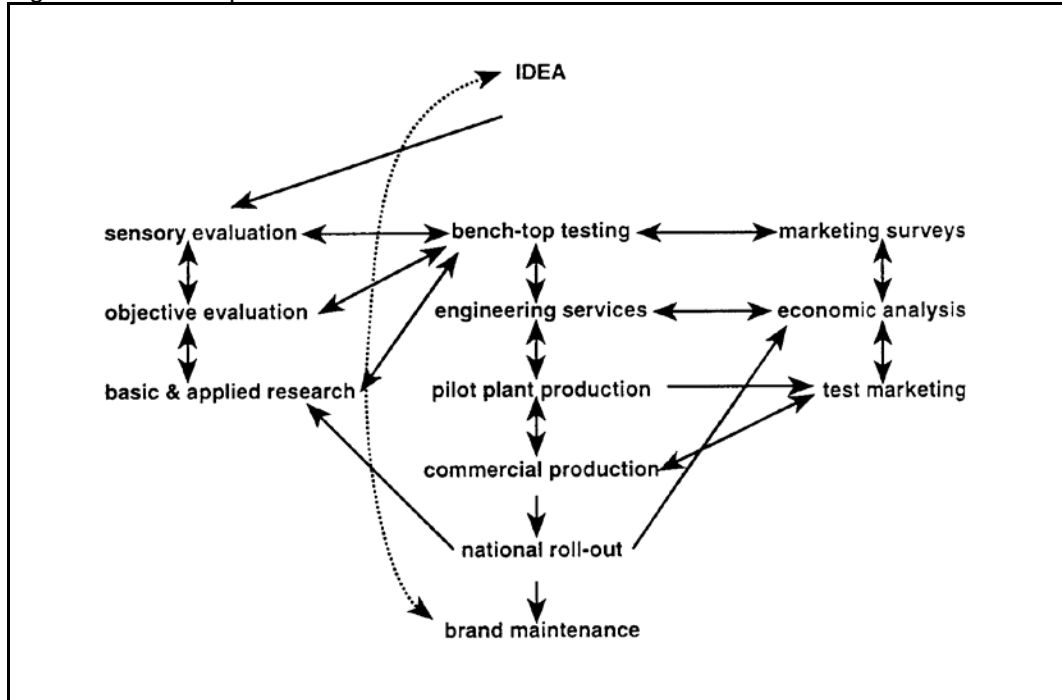 IDEA
sensory evaluation bench-top testing marketing surveys
objective evaluation engineering services economic analysis
basic & applied research pilot plant production test marketing
commercial production
national roll-out
brand maintenance